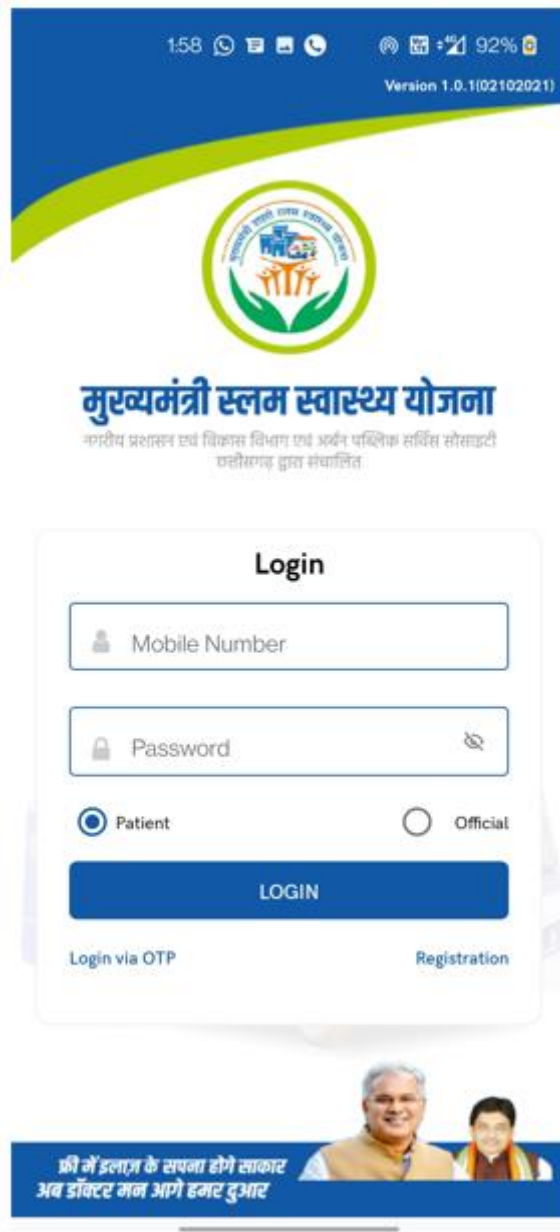 1:58
92%
Version 1.0.1(02102021)
मुख्यमंत्री स्लम स्वास्थ्य योजना
नगरीय प्रशासन एवं विकास विभाग एवं अर्बन पब्लिक सर्विस सोसाइटी
छत्तीसगढ़ द्वारा संचालित
Login
Mobile Number
Password
Patient
Official
LOGIN
Login via OTP
Registration
फ्री में इलाज़ के सपना होगे साकार
अब डॉक्टर मन आगे हमर दुआर